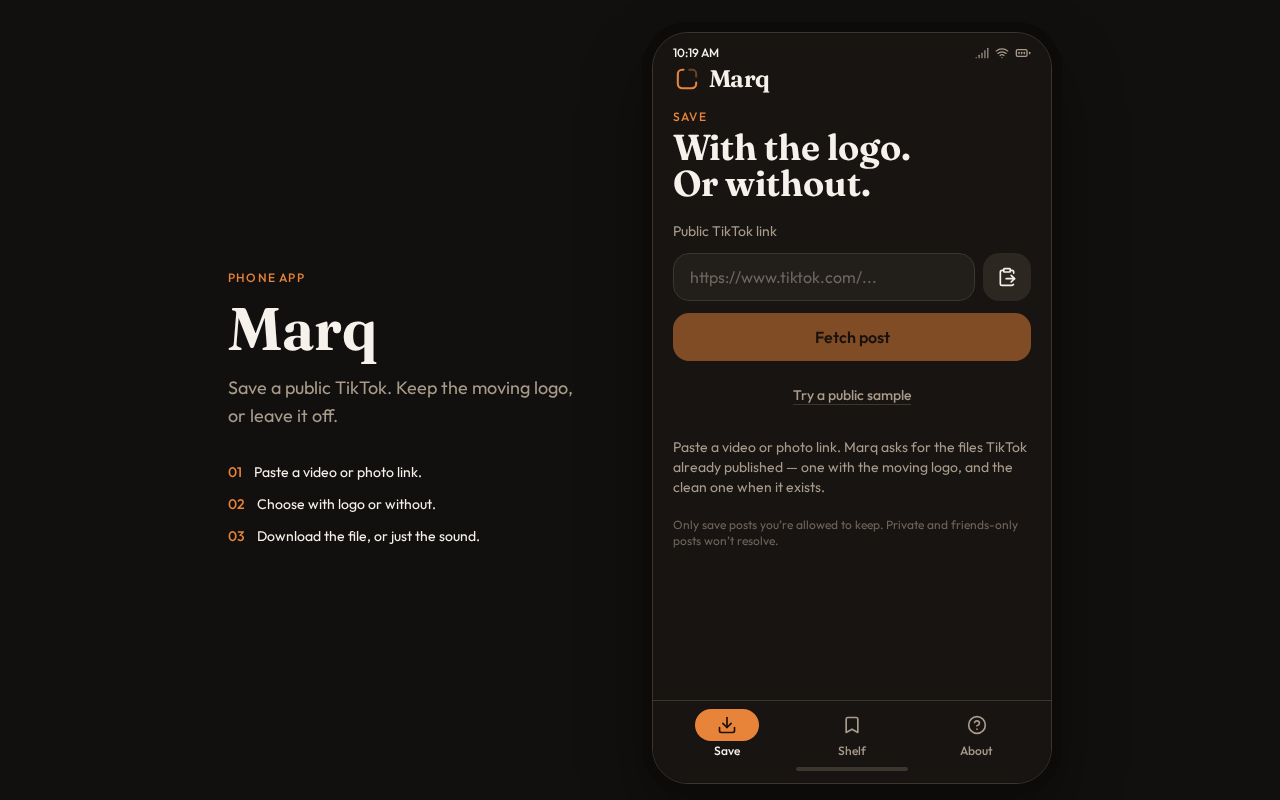 PHONE APP
Marq
Save a public TikTok. Keep the moving logo,
or leave it off.
01 Paste a video or photo link.
02 Choose with logo or without.
03 Download the file, or just the sound.
10:19 AM
Marq
SAVE
With the logo.
Or without.
Public TikTok link
https://www.tiktok.com/...
Fetch post
Try a public sample
Paste a video or photo link. Marq asks for the files TikTok
already published — one with the moving logo, and the
clean one when it exists.
Only save posts you're allowed to keep. Private and friends-only
posts won't resolve.
Save
Shelf
About